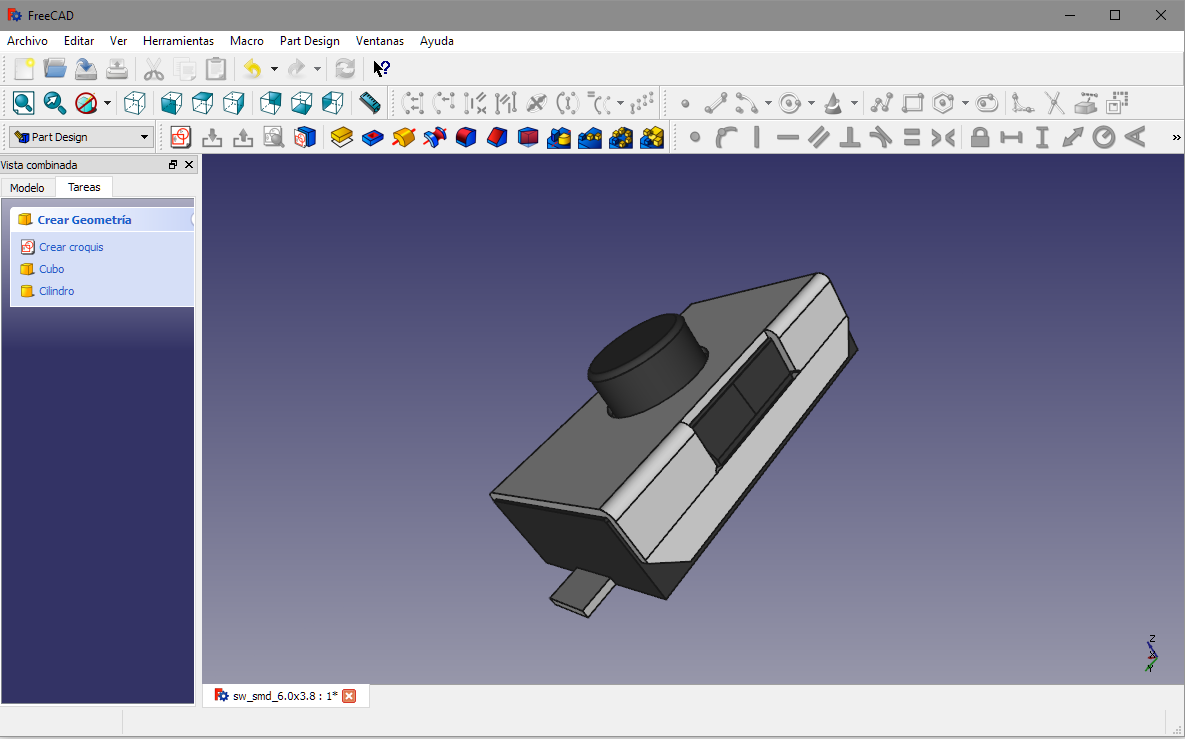 FreeCAD
Archivo Editar Ver Herramientas Macro Part Design Ventanas Ayuda
Part Design
»
Vista combinada
Modelo Tareas
Crear Geometría
Crear croquis
Cubo
Cilindro
Z
X
Y
sw_smd_6.0x3.8 : 1*